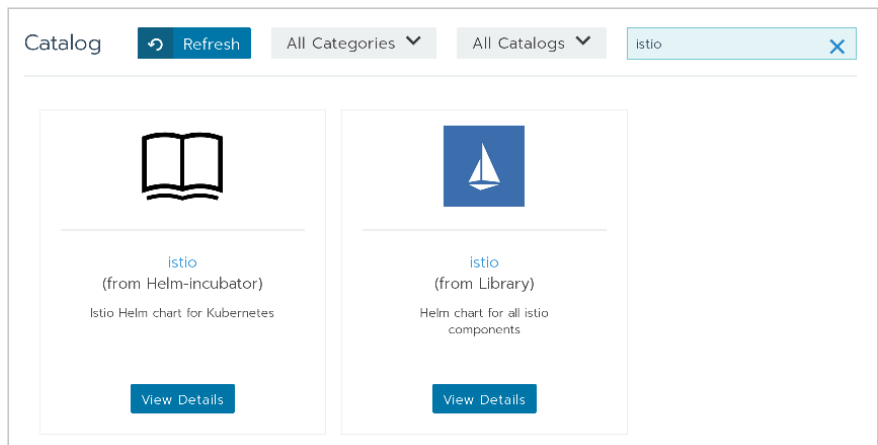 Catalog
Refresh
All Categories
All Catalogs
istio
istio
(from Helm-incubator)
Istio Helm chart for Kubernetes
View Details
istio
(from Library)
Helm chart for all istio
components
View Details